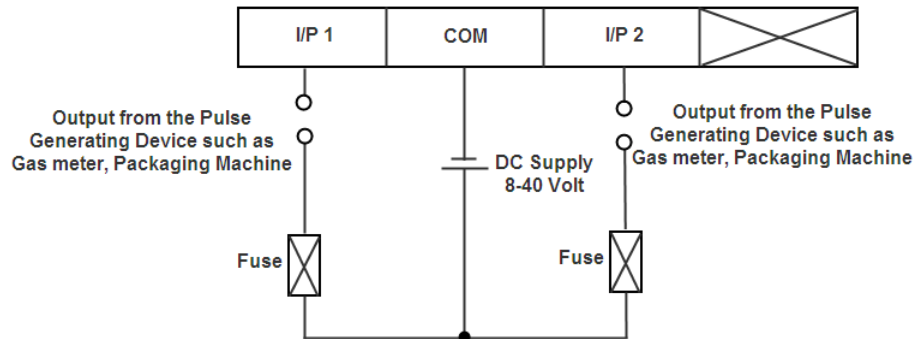 I/P 1
COM
I/P 2
Output from the Pulse
Generating Device such as
Gas meter, Packaging Machine
Output from the Pulse
Generating Device such as
Gas meter, Packaging Machine
DC Supply
8-40 Volt
Fuse
Fuse